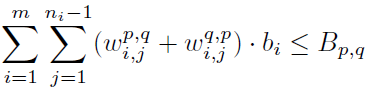 \sum_{i=1}^{m} \sum_{j=1}^{n_i-1} (w_{i,j}^{p,q} + w_{i,j}^{q,p}) \cdot b_i \leq B_{p,q}